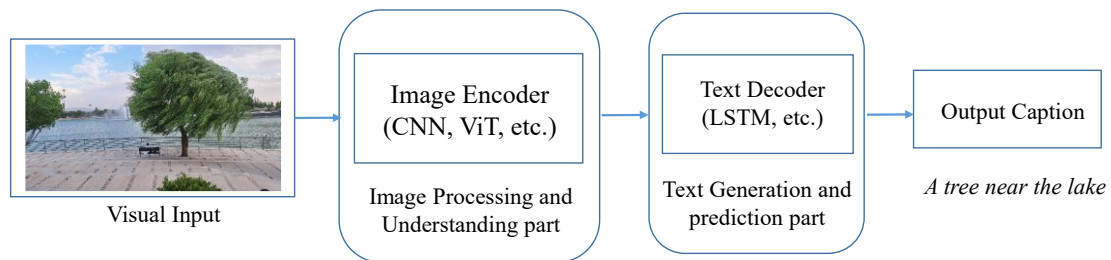 Visual Input
Image Encoder
(CNN, ViT, etc.)
Image Processing and
Understanding part
Text Decoder
(LSTM, etc.)
Text Generation and
prediction part
Output Caption
A tree near the lake